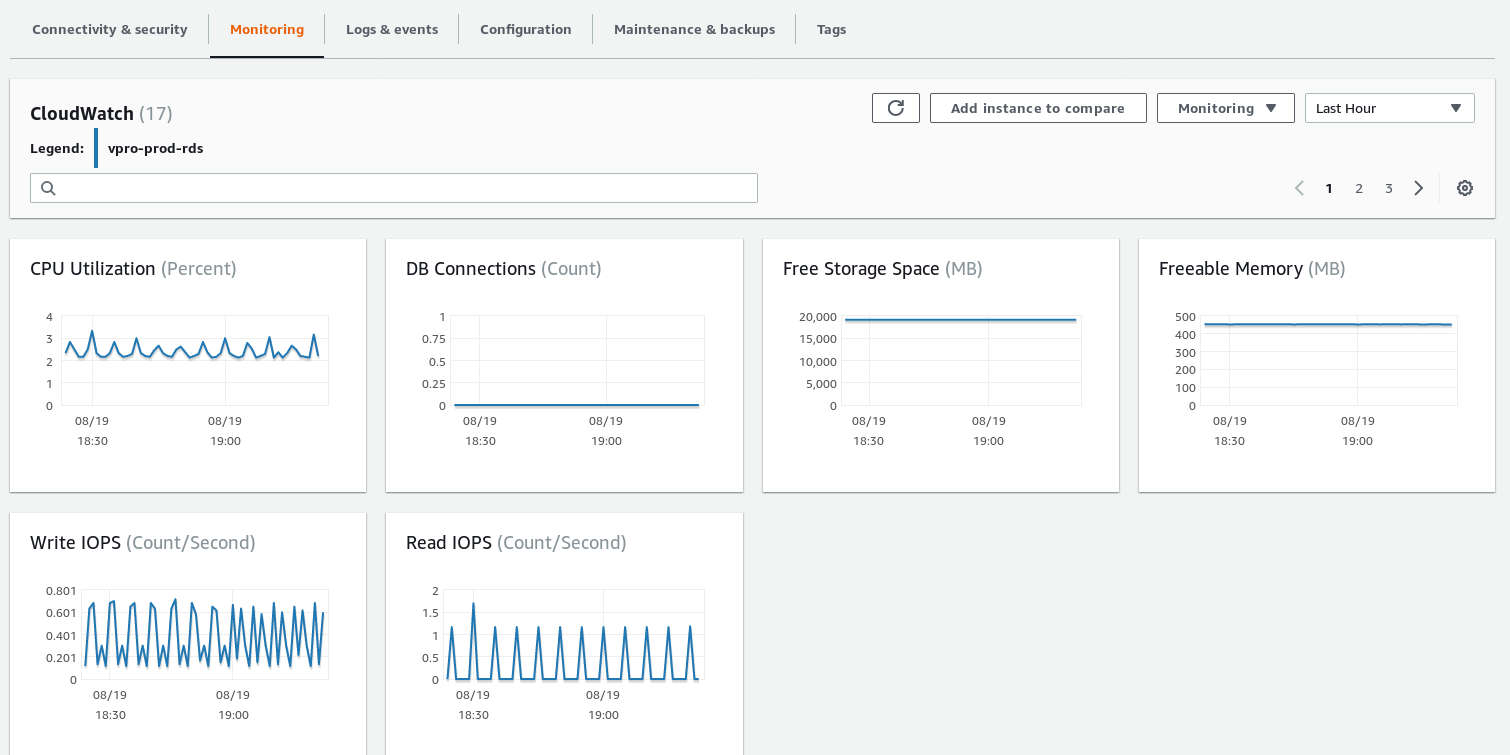 Connectivity & security
Monitoring
Logs & events
Configuration
Maintenance & backups
Tags
CloudWatch (17)
Add instance to compare
Monitoring
Last Hour
Legend: vpro-prod-rds
1 2 3
CPU Utilization (Percent)
4
3
2
1
0
08/19 08/19
18:30 19:00
DB Connections (Count)
1
0.75
0.5
0.25
0
08/19 08/19
18:30 19:00
Free Storage Space (MB)
20,000
15,000
10,000
5,000
0
08/19 08/19
18:30 19:00
Freeable Memory (MB)
500
400
300
200
100
0
08/19 08/19
18:30 19:00
Write IOPS (Count/Second)
0.801
0.601
0.401
0.201
0
08/19 08/19
18:30 19:00
Read IOPS (Count/Second)
2
1.5
1
0.5
0
08/19 08/19
18:30 19:00